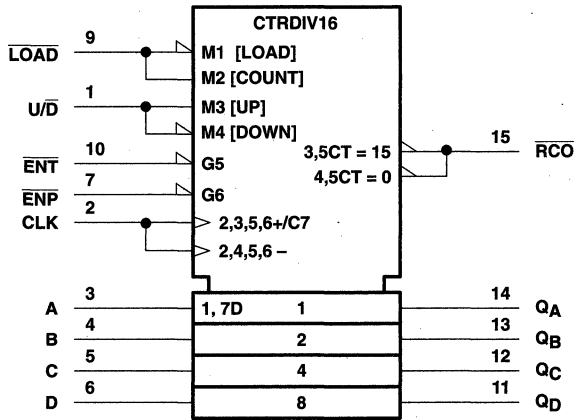 CTRDIV16
9
LOAD
M1 [LOAD]
M2 [COUNT]
1
U/D
M3 [UP]
M4 [DOWN]
10
ENT
G5
7
ENP
G6
2
CLK
2,3,5,6+/C7
2,4,5,6 –
3,5CT = 15
4,5CT = 0
15
RCO
3
A
1, 7D
1
14
QA
4
B
2
13
QB
5
C
4
12
QC
6
D
8
11
QD